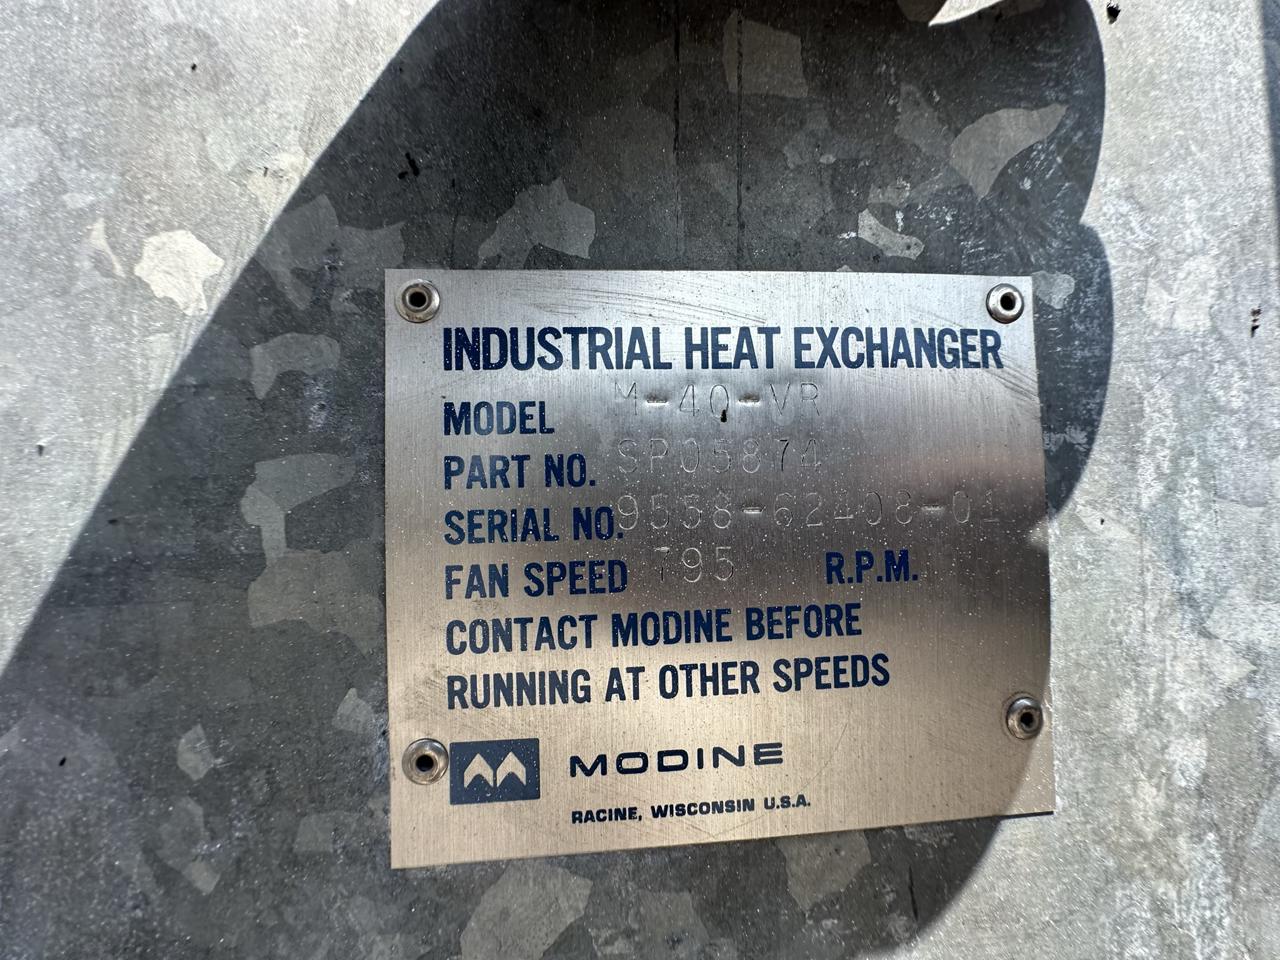 INDUSTRIAL HEAT EXCHANGER
MODEL M-40-VR
PART NO. SP05874
SERIAL NO. 9538-62408-01
FAN SPEED 795 R.P.M.
CONTACT MODINE BEFORE
RUNNING AT OTHER SPEEDS
MODINE
RACINE, WISCONSIN U.S.A.